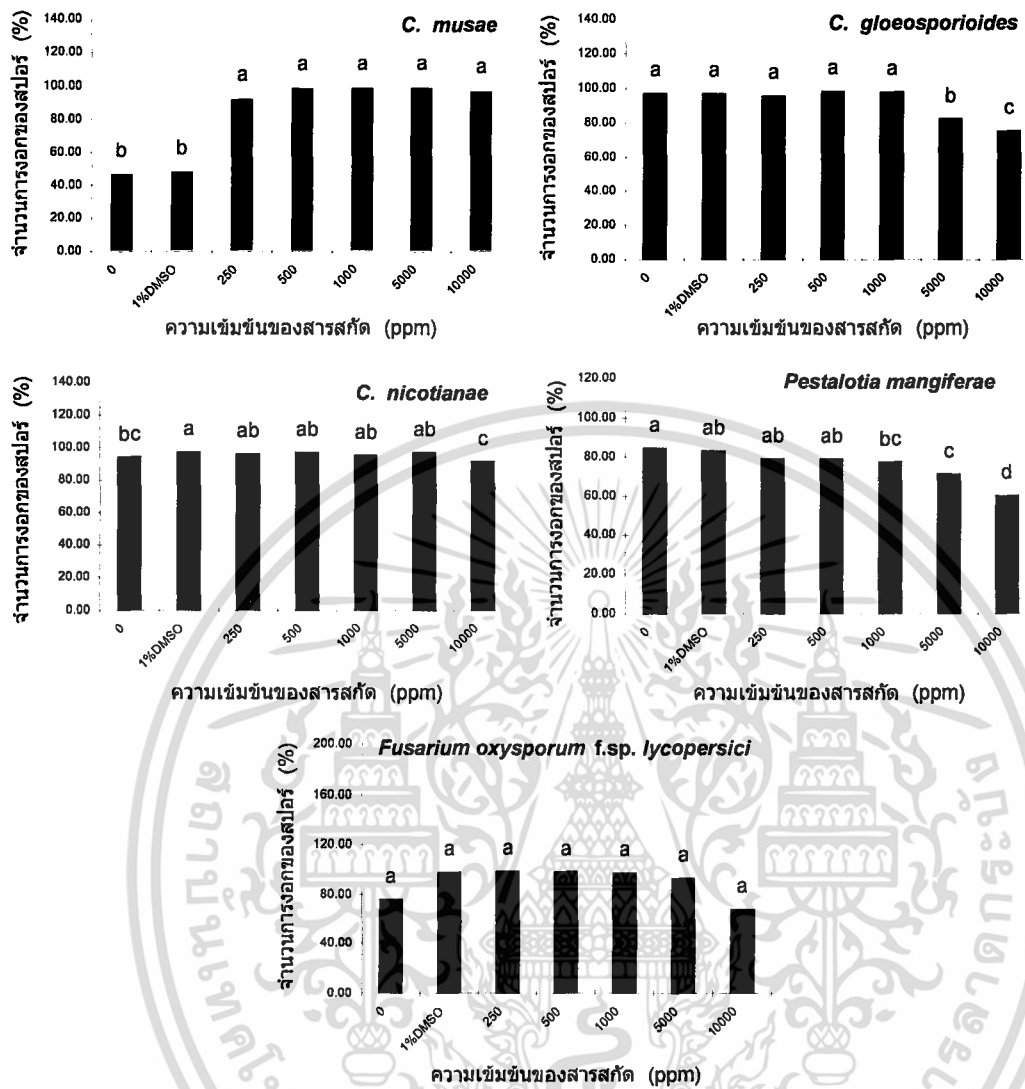 C. musae
จำนวนการงอกของสปอร์ (%)
140.00
120.00
100.00
80.00
60.00
40.00
20.00
0.00
b b a a a a a
0 1%DMSO 250 500 1000 5000 10000
ความเข้มข้นของสารสกัด (ppm)
C. gloeosporioides
จำนวนการงอกของสปอร์ (%)
140.00
120.00
100.00
80.00
60.00
40.00
20.00
0.00
a a a a a b c
0 1%DMSO 250 500 1000 5000 10000
ความเข้มข้นของสารสกัด (ppm)
C. nicotianae
จำนวนการงอกของสปอร์ (%)
140.00
120.00
100.00
80.00
60.00
40.00
20.00
0.00
bc a ab ab ab ab c
0 1%DMSO 250 500 1000 5000 10000
ความเข้มข้นของสารสกัด (ppm)
Pestalotia mangiferae
จำนวนการงอกของสปอร์ (%)
120.00
100.00
80.00
60.00
40.00
20.00
0.00
a ab ab ab bc c d
0 1%DMSO 250 500 1000 5000 10000
ความเข้มข้นของสารสกัด (ppm)
Fusarium oxysporum f.sp. lycopersici
จำนวนการงอกของสปอร์ (%)
200.00
160.00
120.00
80.00
40.00
0.00
a a a a a a a
0 1%DMSO 250 500 1000 5000 10000
ความเข้มข้นของสารสกัด (ppm)